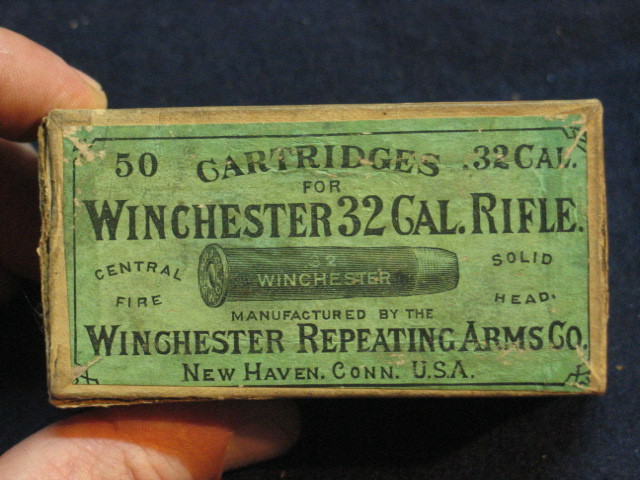 50 CARTRIDGES .32 CAL.
FOR
WINCHESTER 32 CAL. RIFLE.
CENTRAL FIRE
32
WINCHESTER
SOLID HEAD.
MANUFACTURED BY THE
WINCHESTER REPEATING ARMS CO.
NEW HAVEN. CONN. U.S.A.